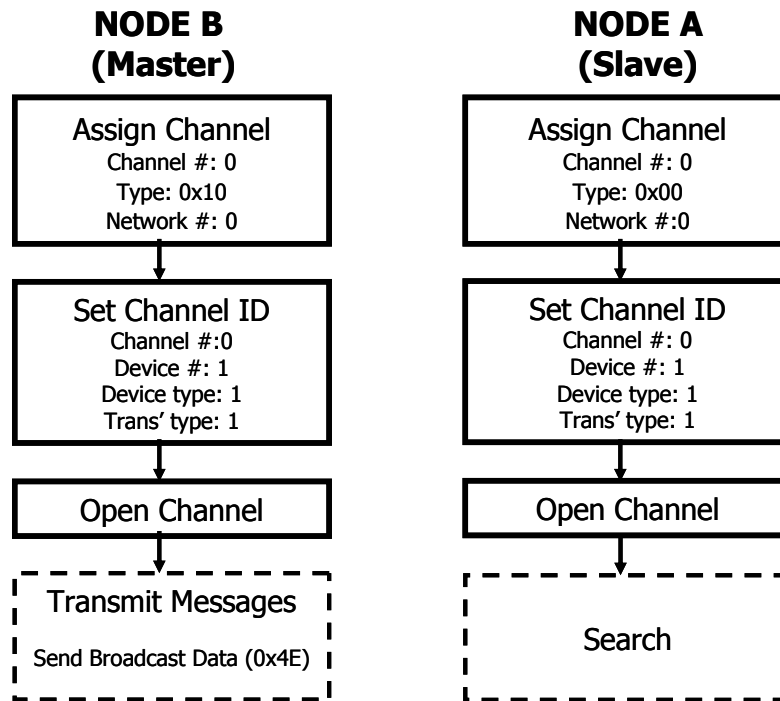 NODE B
(Master)
Assign Channel
Channel #: 0
Type: 0x10
Network #: 0
Set Channel ID
Channel #:0
Device #: 1
Device type: 1
Trans’ type: 1
Open Channel
Transmit Messages
Send Broadcast Data (0x4E)
NODE A
(Slave)
Assign Channel
Channel #: 0
Type: 0x00
Network #:0
Set Channel ID
Channel #: 0
Device #: 1
Device type: 1
Trans’ type: 1
Open Channel
Search